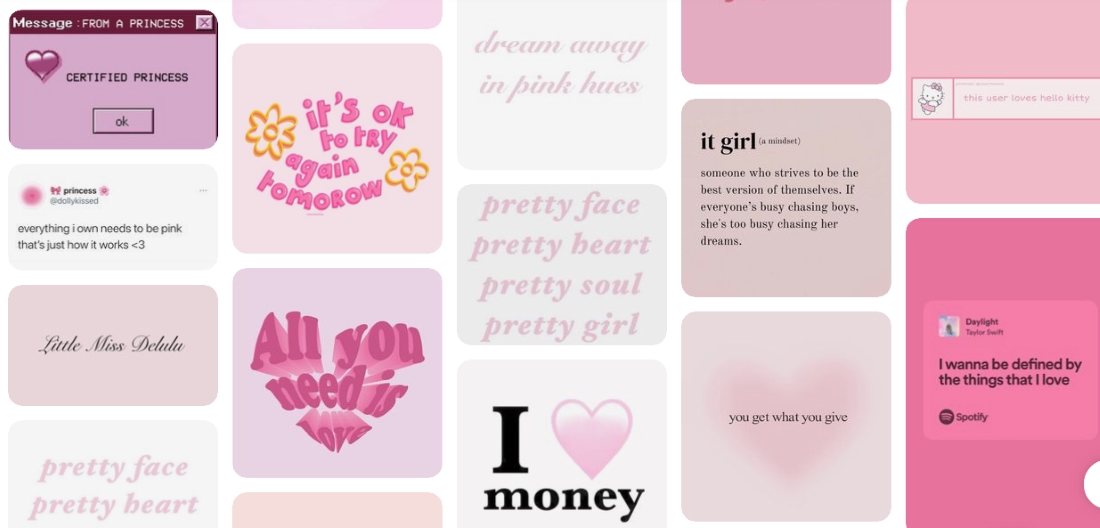 Message :FROM A PRINCESS
CERTIFIED PRINCESS
ok
princess
@dollykissed
everything i own needs to be pink
that's just how it works <3
Little Miss Delulu
pretty face
pretty heart
it's ok
to try
again
tomorow
All you
need is
love
dream away
in pink hues
pretty face
pretty heart
pretty soul
pretty girl
I
money
it girl (a mindset)
someone who strives to be the
best version of themselves. If
everyone's busy chasing boys,
she's too busy chasing her
dreams.
you get what you give
this user loves hello kitty
Daylight
Taylor Swift
I wanna be defined by
the things that I love
Spotify